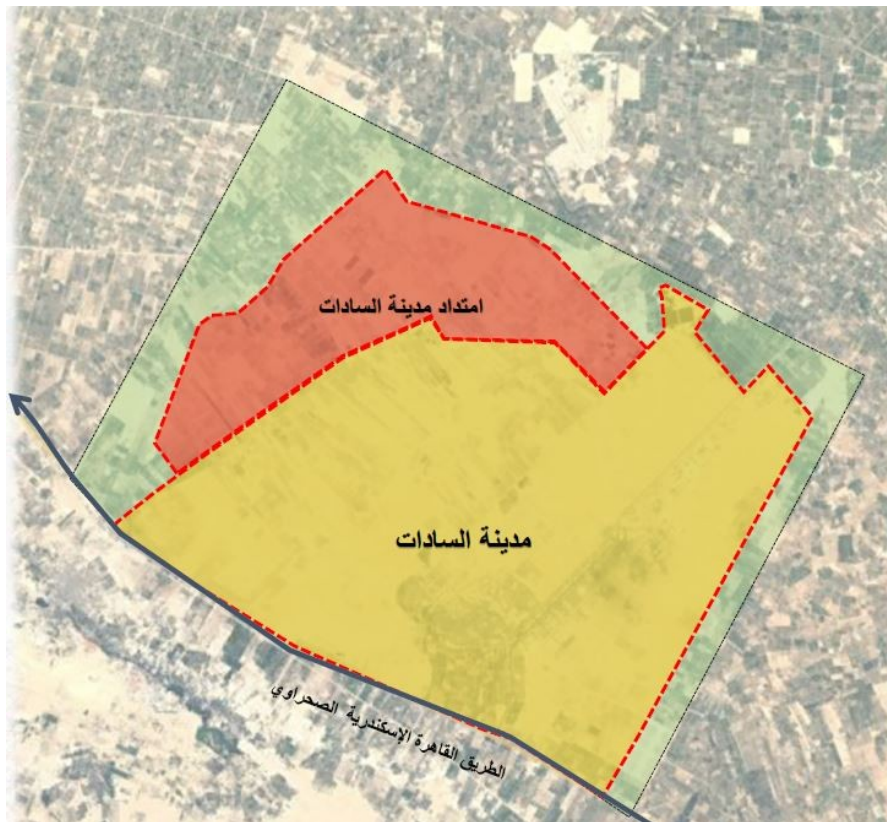 امتداد مدينة السادات
مدينة السادات
الطريق القاهرة الإسكندرية الصحراوي